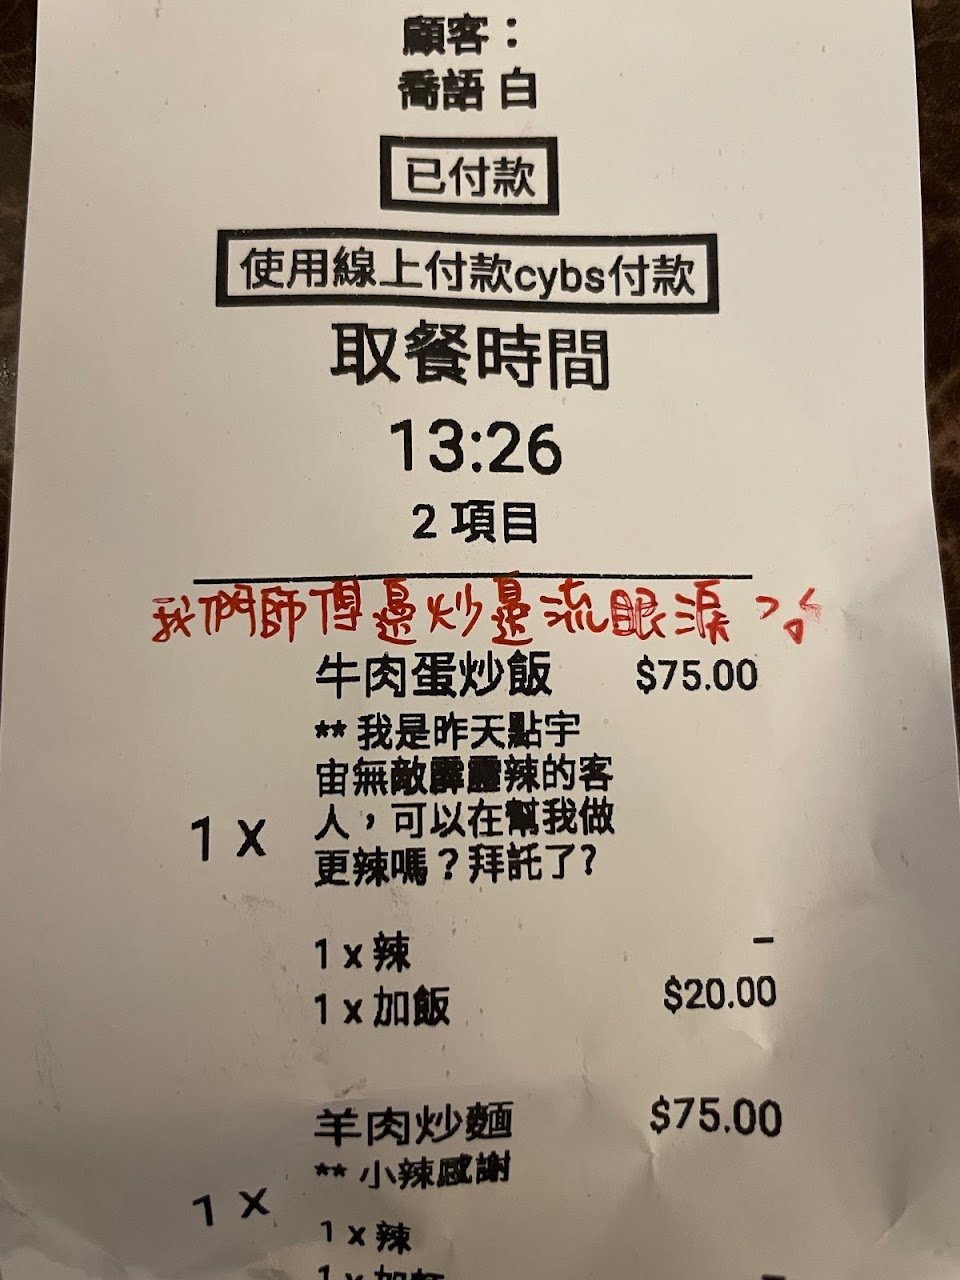 顧客：
喬語 白
已付款
使用線上付款cybs付款
取餐時間
13:26
2 項目
我們師傅邊炒邊流眼淚
牛肉蛋炒飯 $75.00
** 我是昨天點宇
宙無敵霹靂辣的客
1 x 人，可以在幫我做
更辣嗎？拜託了?
1 x 辣 –
1 x 加飯 $20.00
羊肉炒麵 $75.00
** 小辣感謝
1 x
1 x 辣